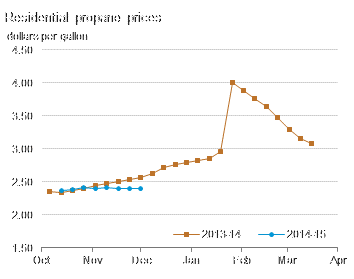 Residential propane prices
dollars per gallon
4.50
4.00
3.50
3.00
2.50
2.00
1.50
2013-14 2014-15
Oct Nov Dec Jan Feb Mar Apr